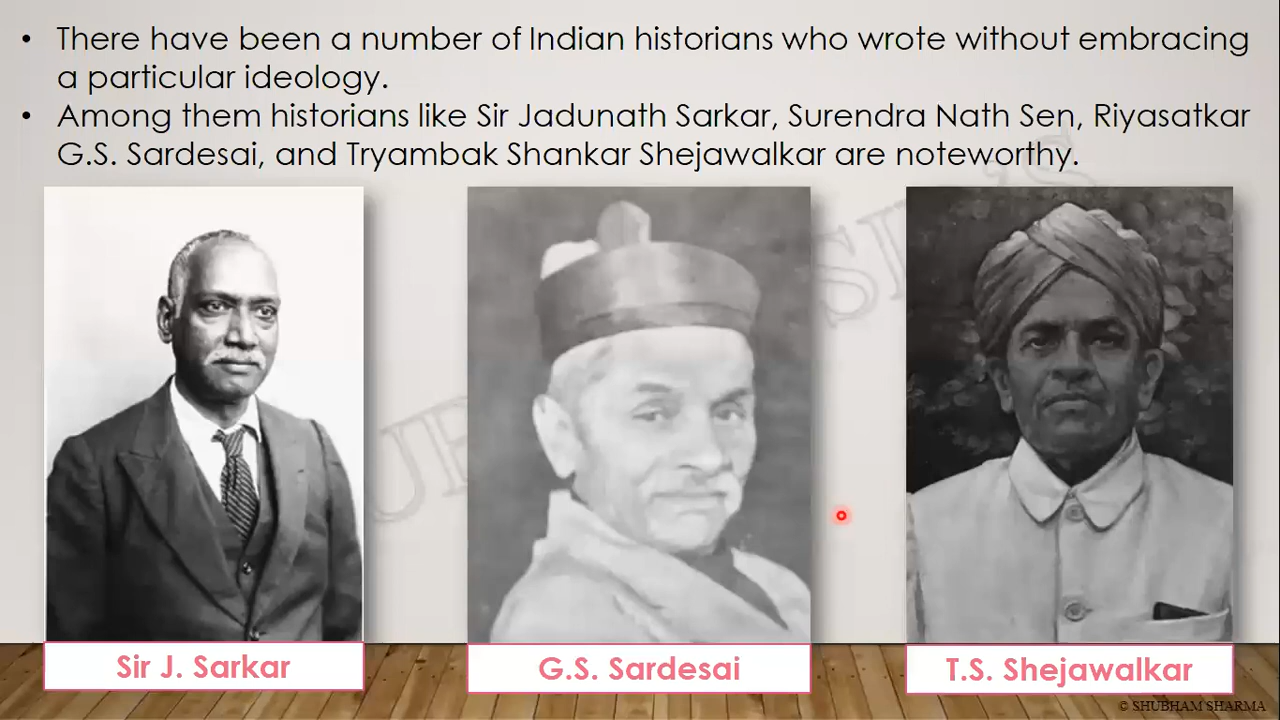 • There have been a number of Indian historians who wrote without embracing
a particular ideology.
• Among them historians like Sir Jadunath Sarkar, Surendra Nath Sen, Riyasatkar
G.S. Sardesai, and Tryambak Shankar Shejawalkar are noteworthy.
Sir J. Sarkar
G.S. Sardesai
T.S. Shejawalkar
© SHUBHAM SHARMA